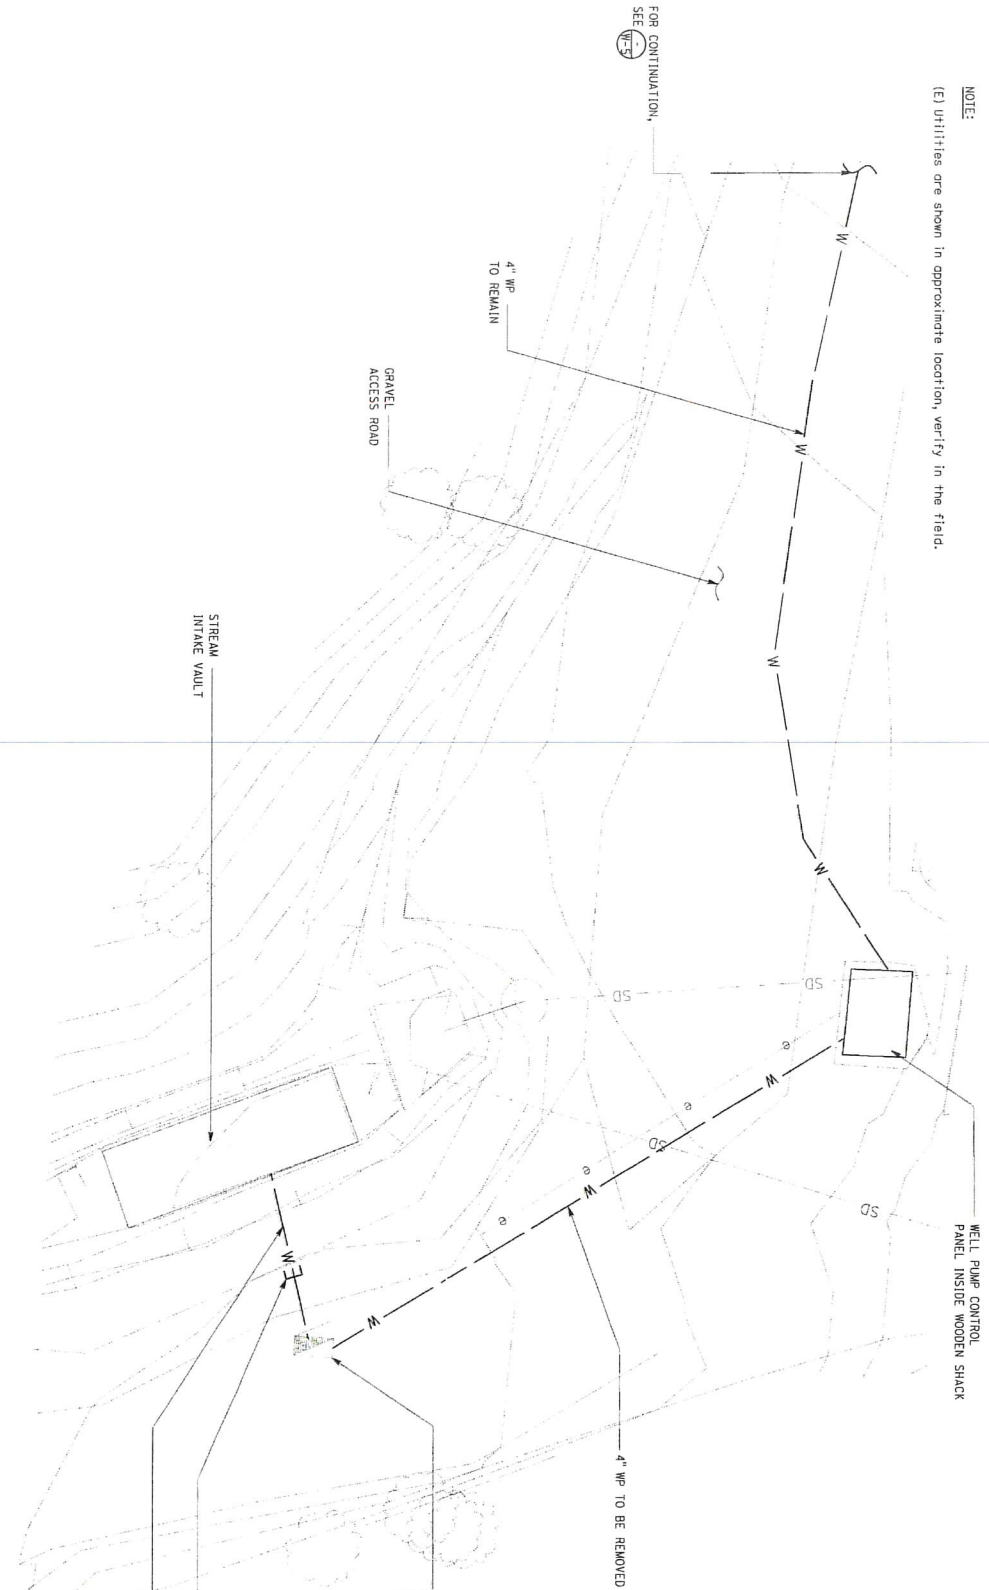 NOTE:
(E) Utilities are shown in approximate location, verify in the field.
WELL PUMP CONTROL
PANEL INSIDE WOODEN SHACK
FOR CONTINUATION,
SEE
-
W-5
4" WP
TO REMAIN
GRAVEL
ACCESS ROAD
STREAM
INTAKE VAULT
4" WP TO BE REMOVED
W
W
W
W
W
W
W
W
SD
SD
SD
SD
e
e
e
e